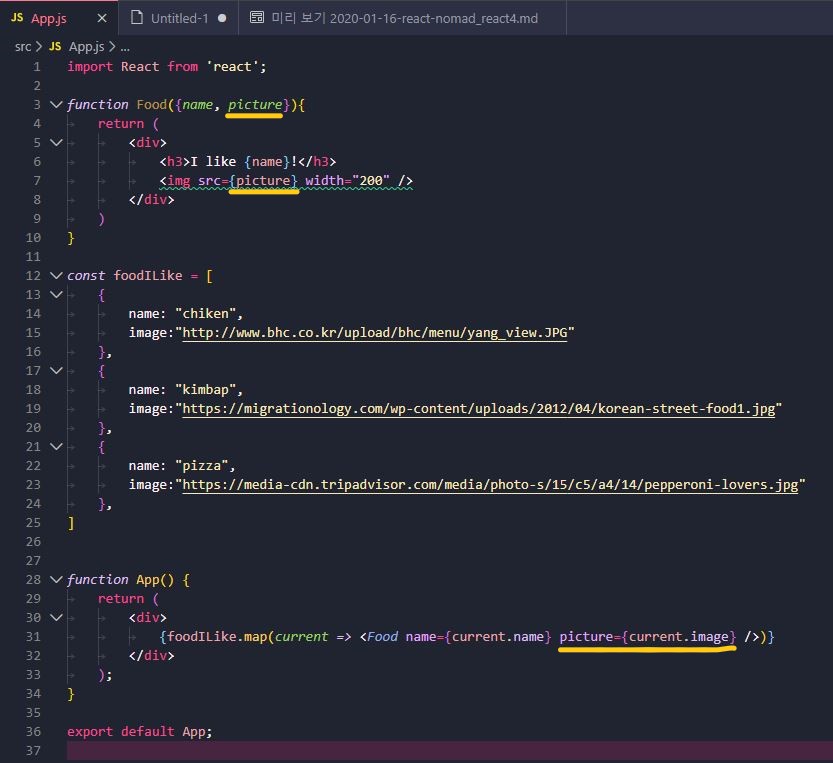 JS App.js × Untitled-1 ● 미리 보기 2020-01-16-react-nomad_react4.md
src > JS App.js > ...
1 import React from 'react';
2
3 function Food({name, picture}){
4 return (
5 <div>
6 <h3>I like {name}!</h3>
7 <img src={picture} width="200" />
8 </div>
9 )
10 }
11
12 const foodILike = [
13 {
14 name: "chiken",
15 image:"http://www.bhc.co.kr/upload/bhc/menu/yang_view.JPG"
16 },
17 {
18 name: "kimbap",
19 image:"https://migrationology.com/wp-content/uploads/2012/04/korean-street-food1.jpg"
20 },
21 {
22 name: "pizza",
23 image:"https://media-cdn.tripadvisor.com/media/photo-s/15/c5/a4/14/pepperoni-lovers.jpg"
24 },
25 ]
26
27
28 function App() {
29 return (
30 <div>
31 {foodILike.map(current => <Food name={current.name} picture={current.image} />)}
32 </div>
33 );
34 }
35
36 export default App;
37